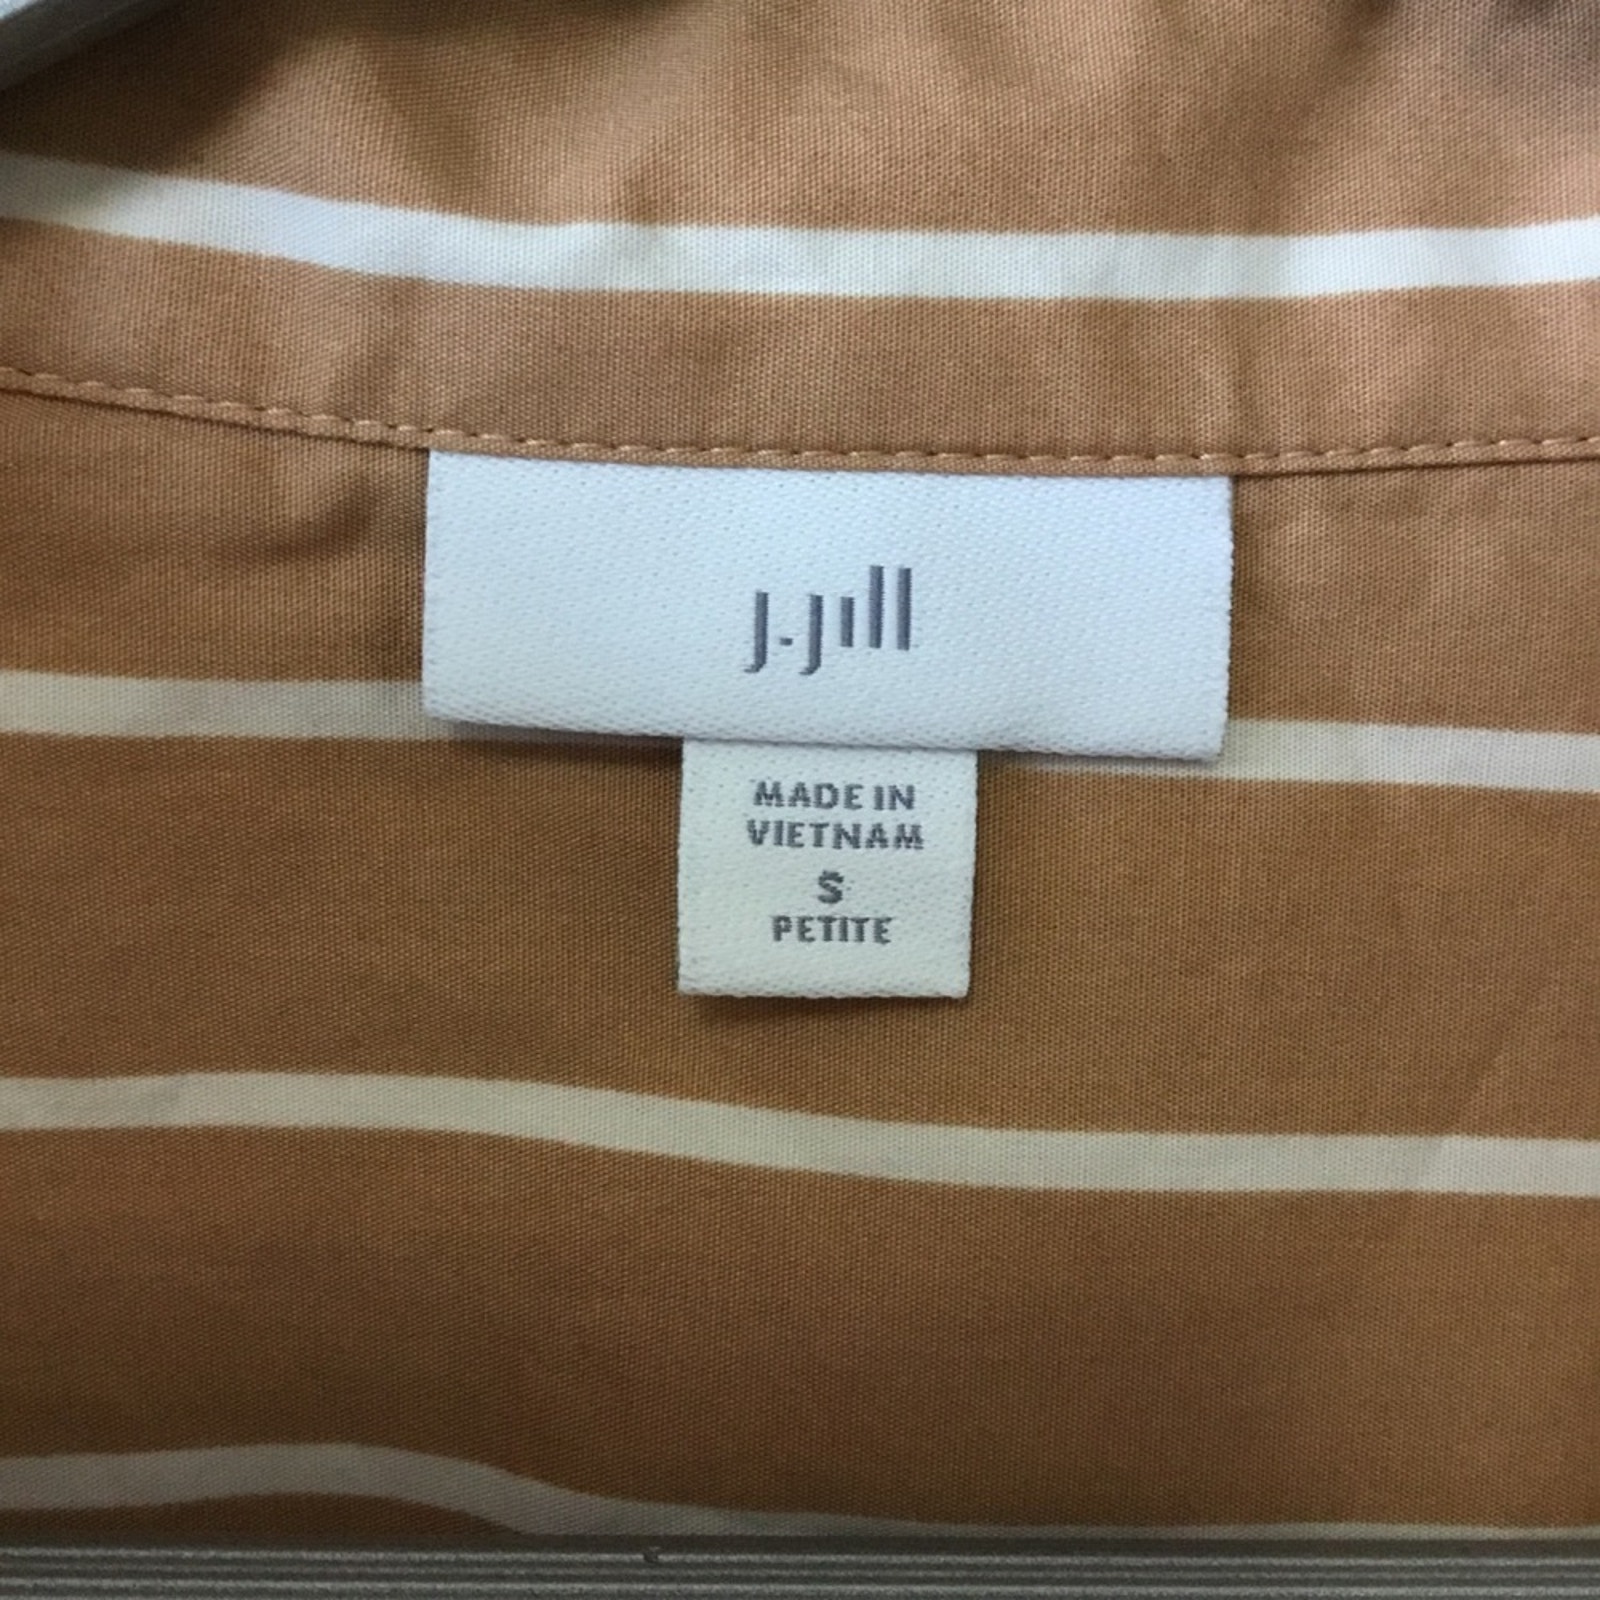 J.Jill
MADE IN
VIETNAM
S
PETITE